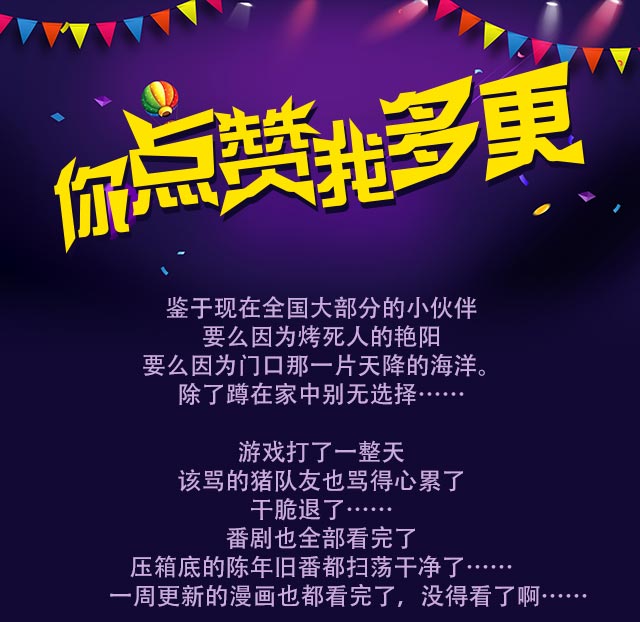 你点赞我多更
鉴于现在全国大部分的小伙伴
要么因为烤死人的艳阳
要么因为门口那一片天降的海洋。
除了蹲在家中别无选择……
游戏打了一整天
该骂的猪队友也骂得心累了
干脆退了……
番剧也全部看完了
压箱底的陈年旧番都扫荡干净了……
一周更新的漫画也都看完了，没得看了啊……